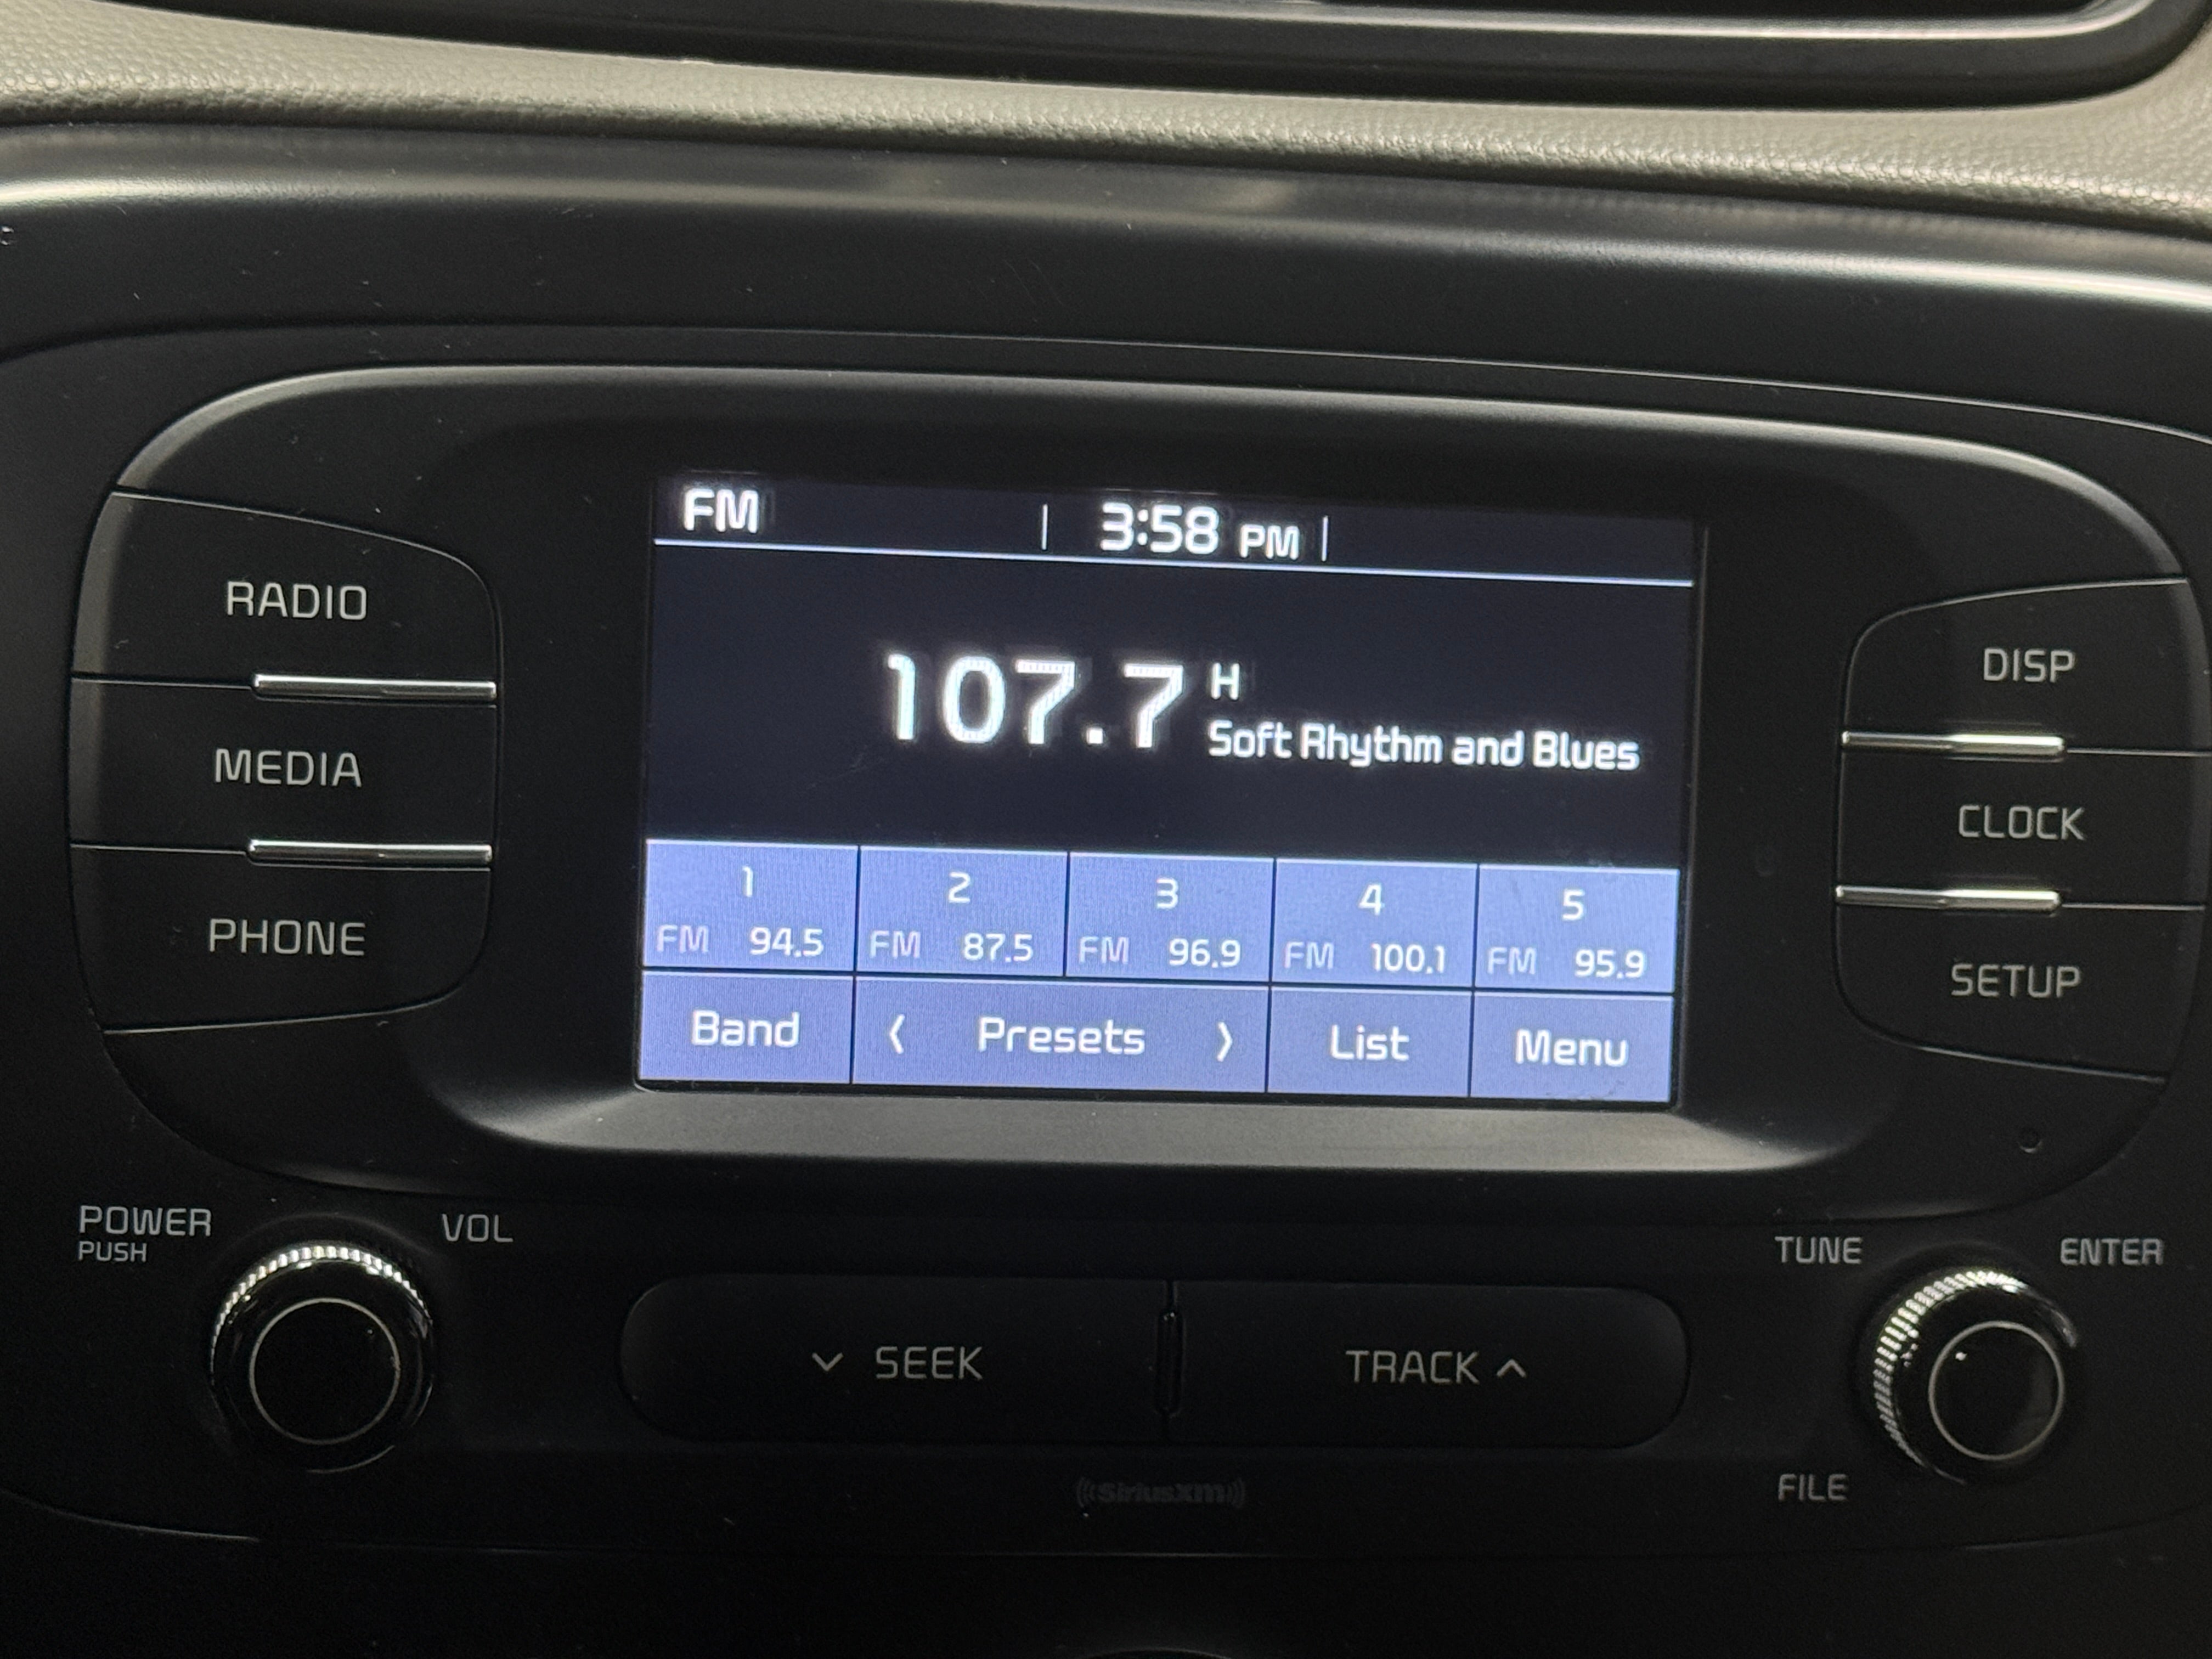 FM 3:58 PM
107.7 H
Soft Rhythm and Blues
1 2 3 4 5
FM 94.5 FM 87.5 FM 96.9 FM 100.1 FM 95.9
Band ⟨ Presets ⟩ List Menu
RADIO
MEDIA
PHONE
DISP
CLOCK
SETUP
POWER
PUSH
VOL
SEEK
TRACK
TUNE
ENTER
FILE
((SiriusXM))